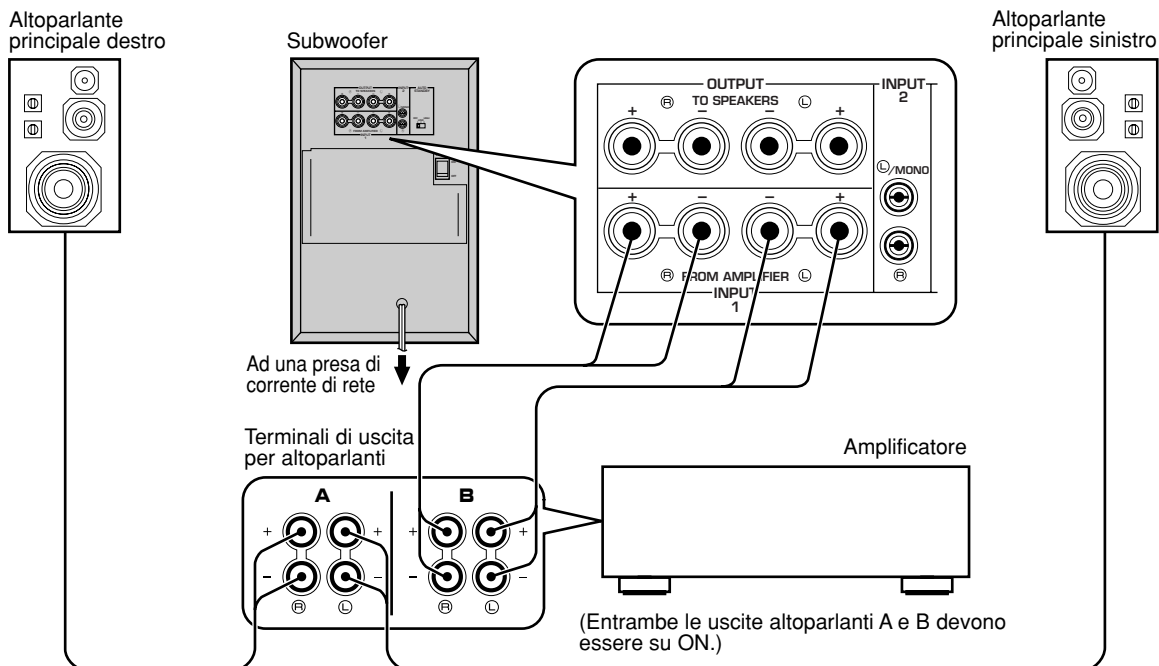 Altoparlante
principale destro
Subwoofer
Altoparlante
principale sinistro
OUTPUT
TO SPEAKERS
INPUT
2
R
L
+ − − +
L/MONO
+ − − +
R FROM AMPLIFIER L
INPUT
1
R
Ad una presa di
corrente di rete
Terminali di uscita
per altoparlanti
A
B
+ + + +
− − − −
R L R L
Amplificatore
(Entrambe le uscite altoparlanti A e B devono
essere su ON.)